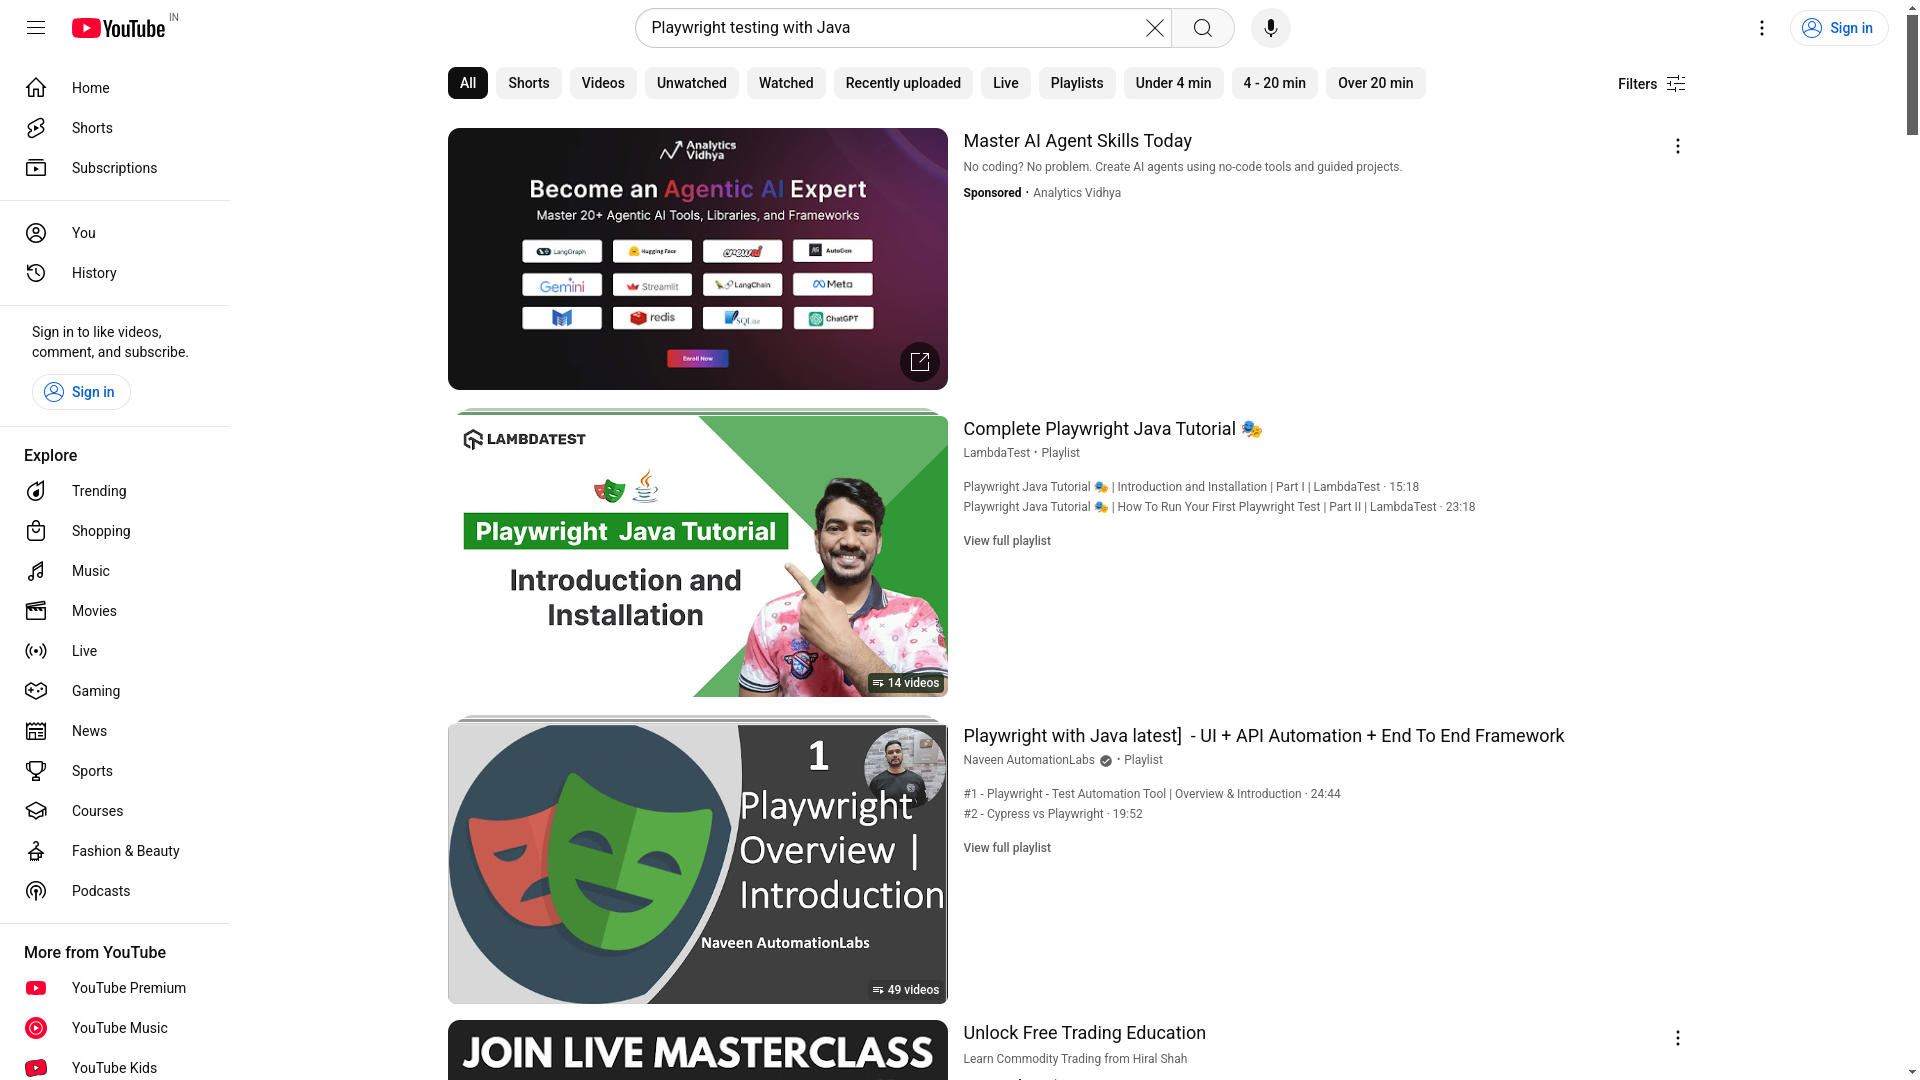 YouTube IN
Playwright testing with Java
Sign in
Home
Shorts
Subscriptions
You
History
Sign in to like videos,
comment, and subscribe.
Sign in
Explore
Trending
Shopping
Music
Movies
Live
Gaming
News
Sports
Courses
Fashion & Beauty
Podcasts
More from YouTube
YouTube Premium
YouTube Music
YouTube Kids
All
Shorts
Videos
Unwatched
Watched
Recently uploaded
Live
Playlists
Under 4 min
4 - 20 min
Over 20 min
Filters
Analytics
Vidhya
Become an Agentic AI Expert
Master 20+ Agentic AI Tools, Libraries, and Frameworks
LangGraph
Hugging Face
crewai
AutoGen
Gemini
Streamlit
LangChain
Meta
redis
SQLite
ChatGPT
Enroll Now
Master AI Agent Skills Today
No coding? No problem. Create AI agents using no-code tools and guided projects.
Sponsored · Analytics Vidhya
LAMBDATEST
Playwright Java Tutorial
Introduction and
Installation
14 videos
Complete Playwright Java Tutorial 🎭
LambdaTest · Playlist
Playwright Java Tutorial 🎭 | Introduction and Installation | Part I | LambdaTest · 15:18
Playwright Java Tutorial 🎭 | How To Run Your First Playwright Test | Part II | LambdaTest · 23:18
View full playlist
1
Playwright
Overview |
Introduction
Naveen AutomationLabs
49 videos
Playwright with Java latest] - UI + API Automation + End To End Framework
Naveen AutomationLabs · Playlist
#1 - Playwright - Test Automation Tool | Overview & Introduction · 24:44
#2 - Cypress vs Playwright · 19:52
View full playlist
JOIN LIVE MASTERCLASS
Unlock Free Trading Education
Learn Commodity Trading from Hiral Shah